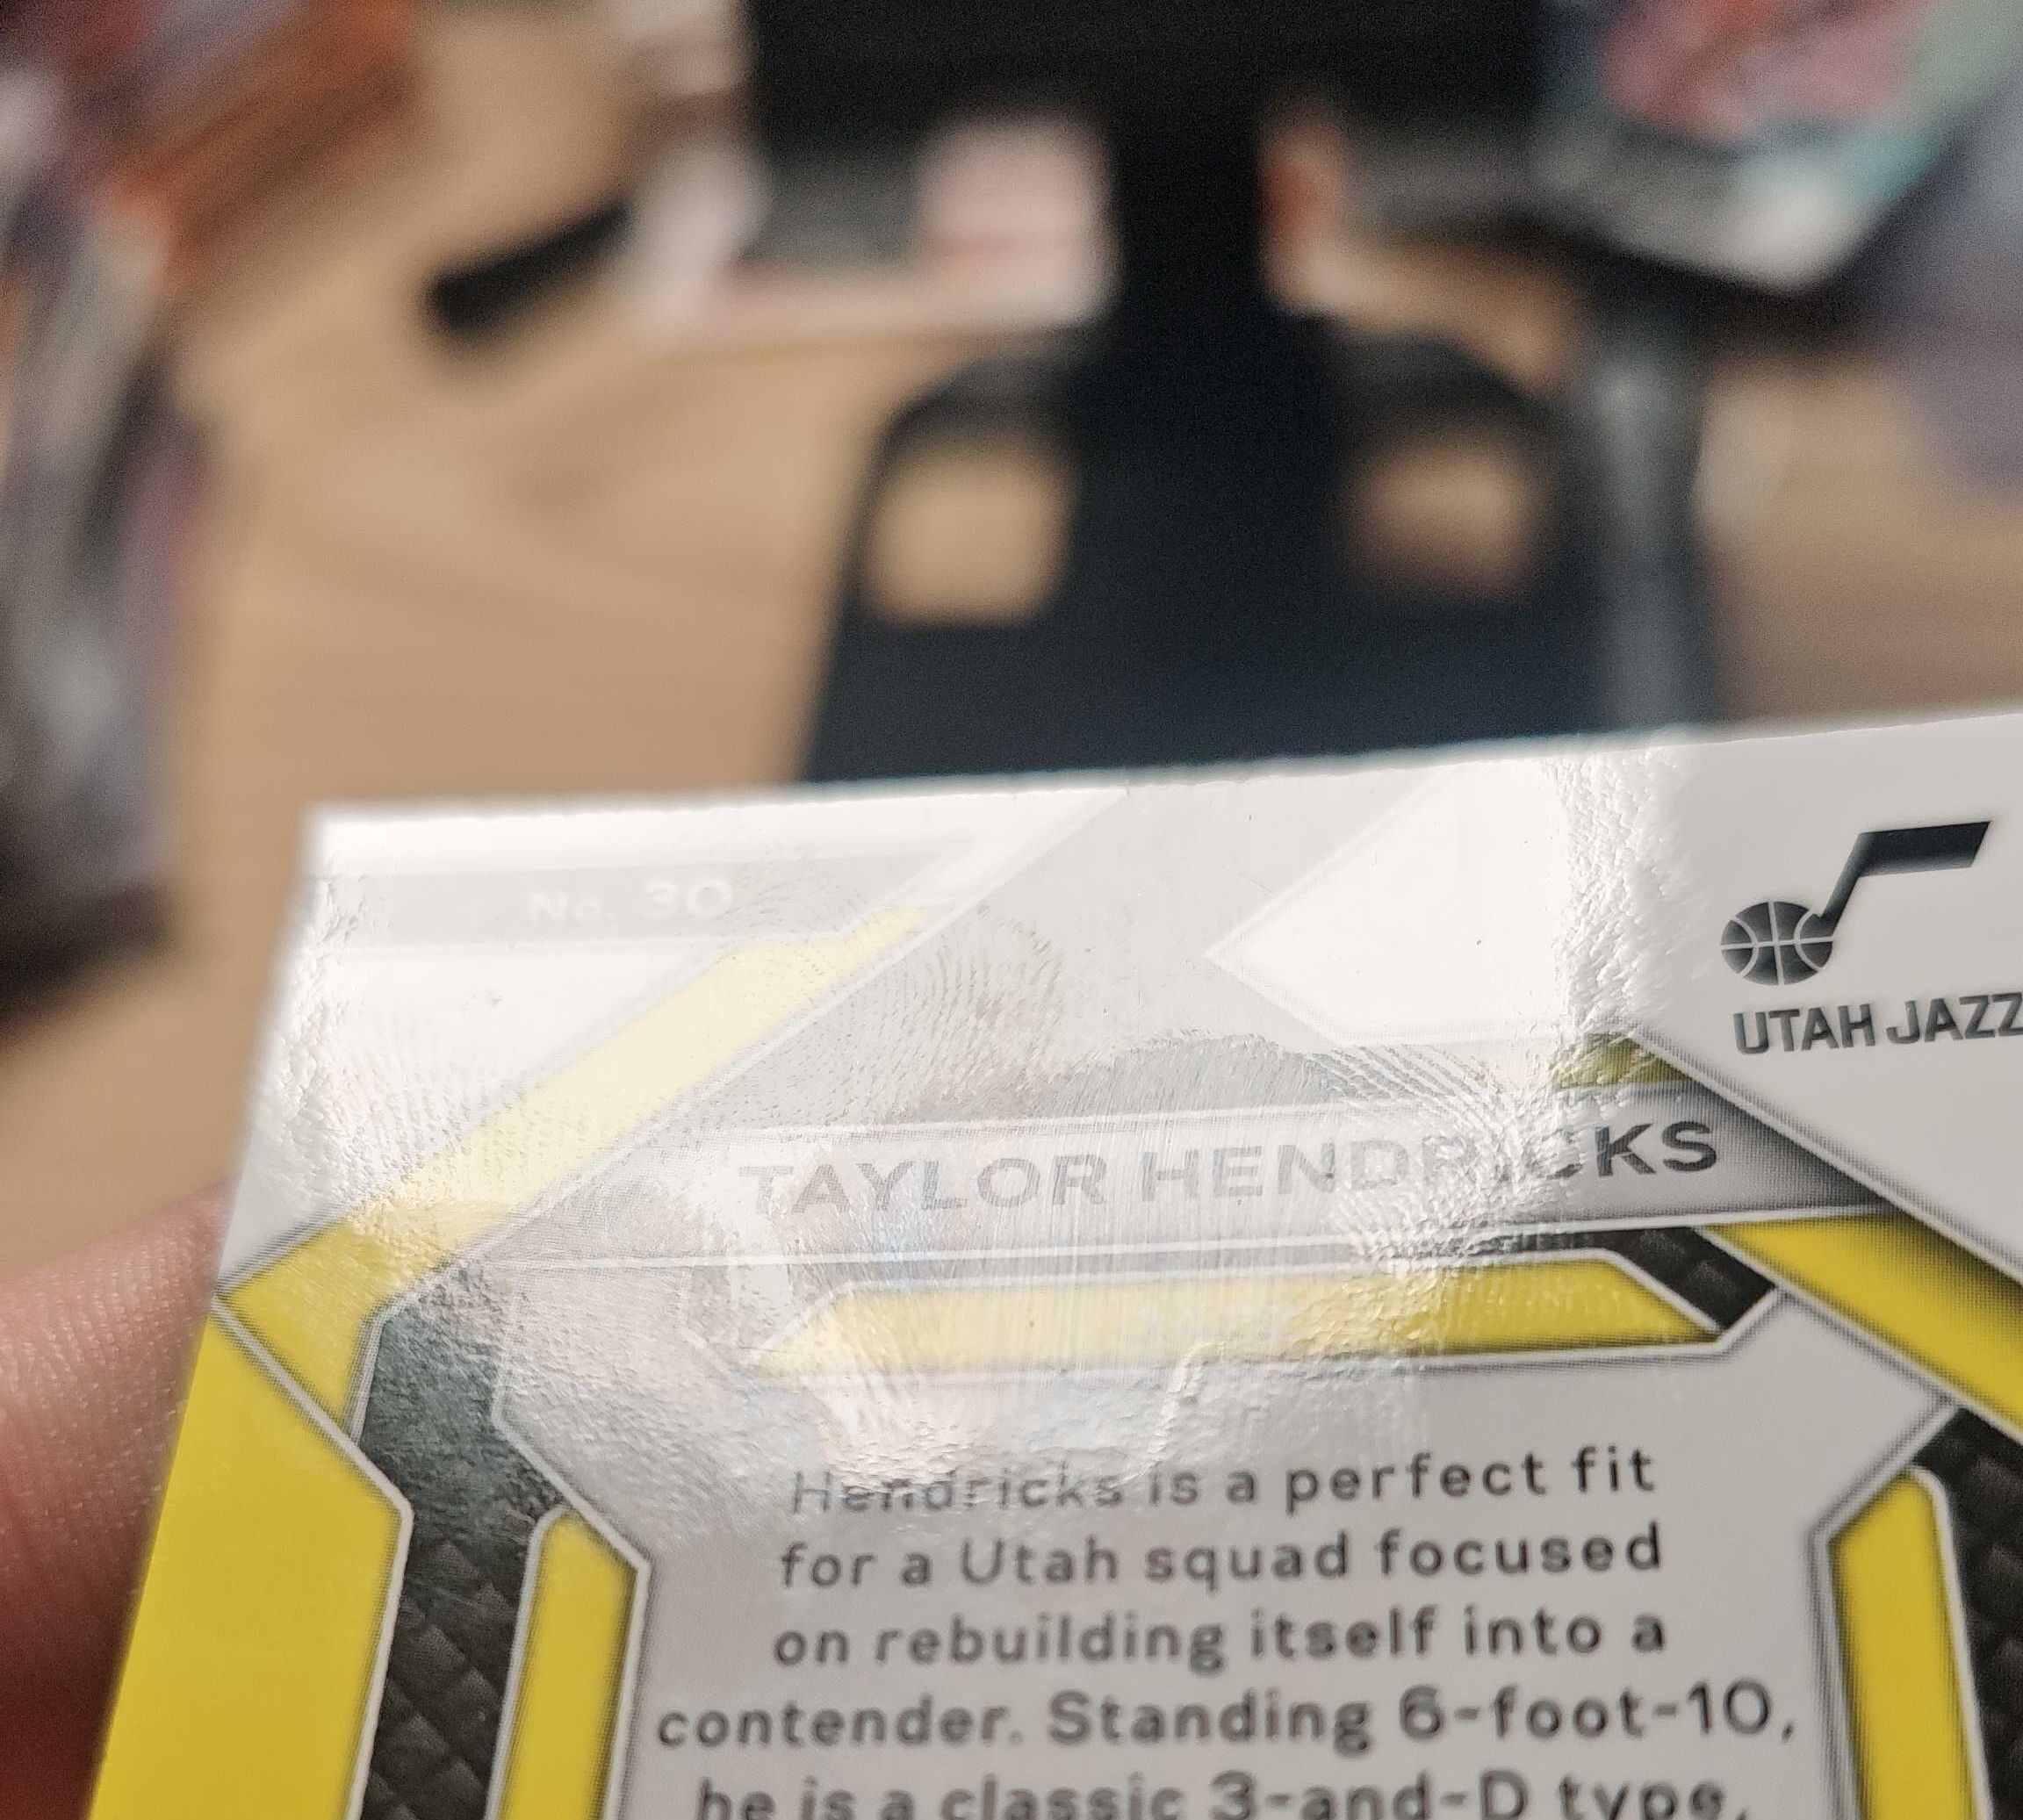 No. 30
UTAH JAZZ
TAYLOR HENDRICKS
Hendricks is a perfect fit
for a Utah squad focused
on rebuilding itself into a
contender. Standing 6-foot-10,
he is a classic 3-and-D type,